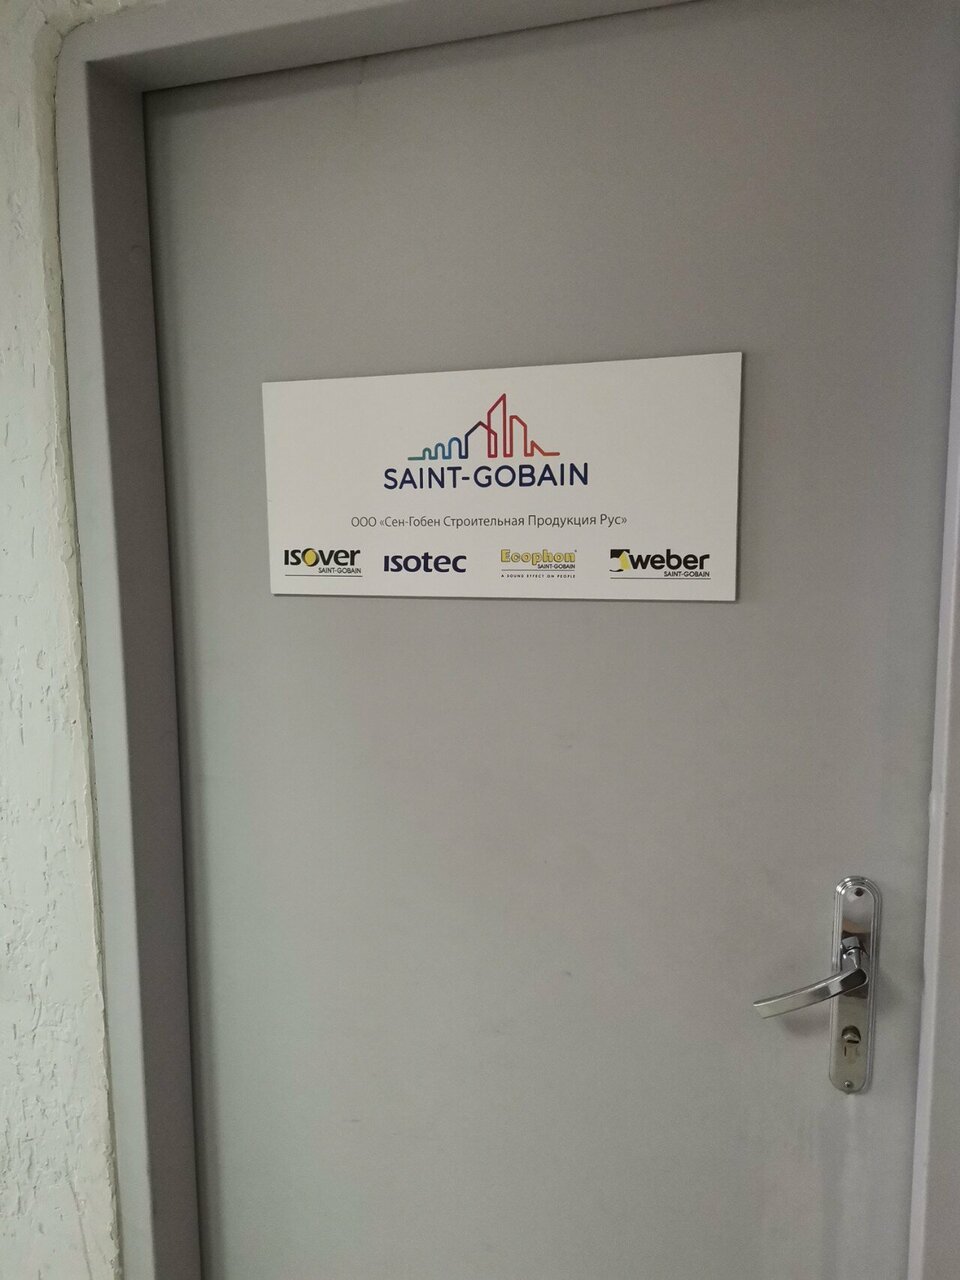 SAINT-GOBAIN
ООО «Сен-Гобен Строительная Продукция Рус»
ISOVER
SAINT-GOBAIN
ISOTEC
Ecophon®
SAINT-GOBAIN
A SOUND EFFECT ON PEOPLE
weber
SAINT-GOBAIN